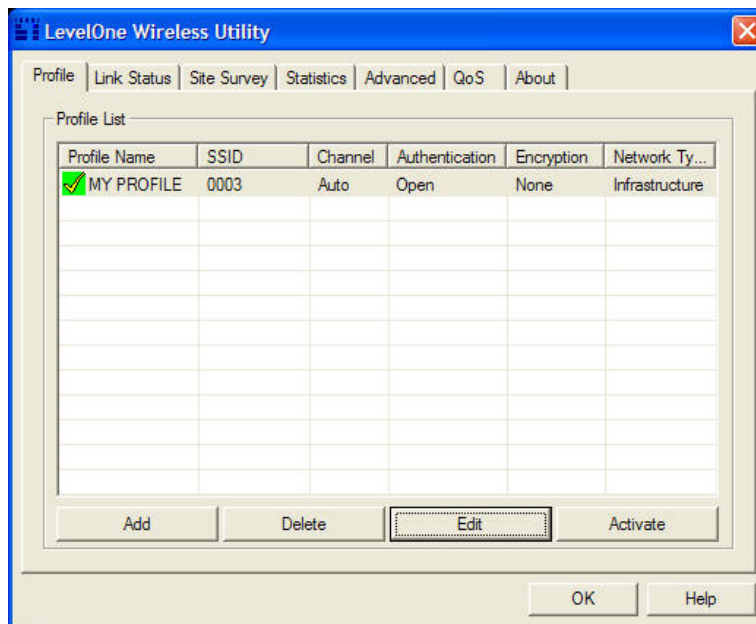 LevelOne Wireless Utility
Profile Link Status Site Survey Statistics Advanced QoS About
Profile List
Profile Name SSID Channel Authentication Encryption Network Ty...
MY PROFILE 0003 Auto Open None Infrastructure
Add Delete Edit Activate
OK Help